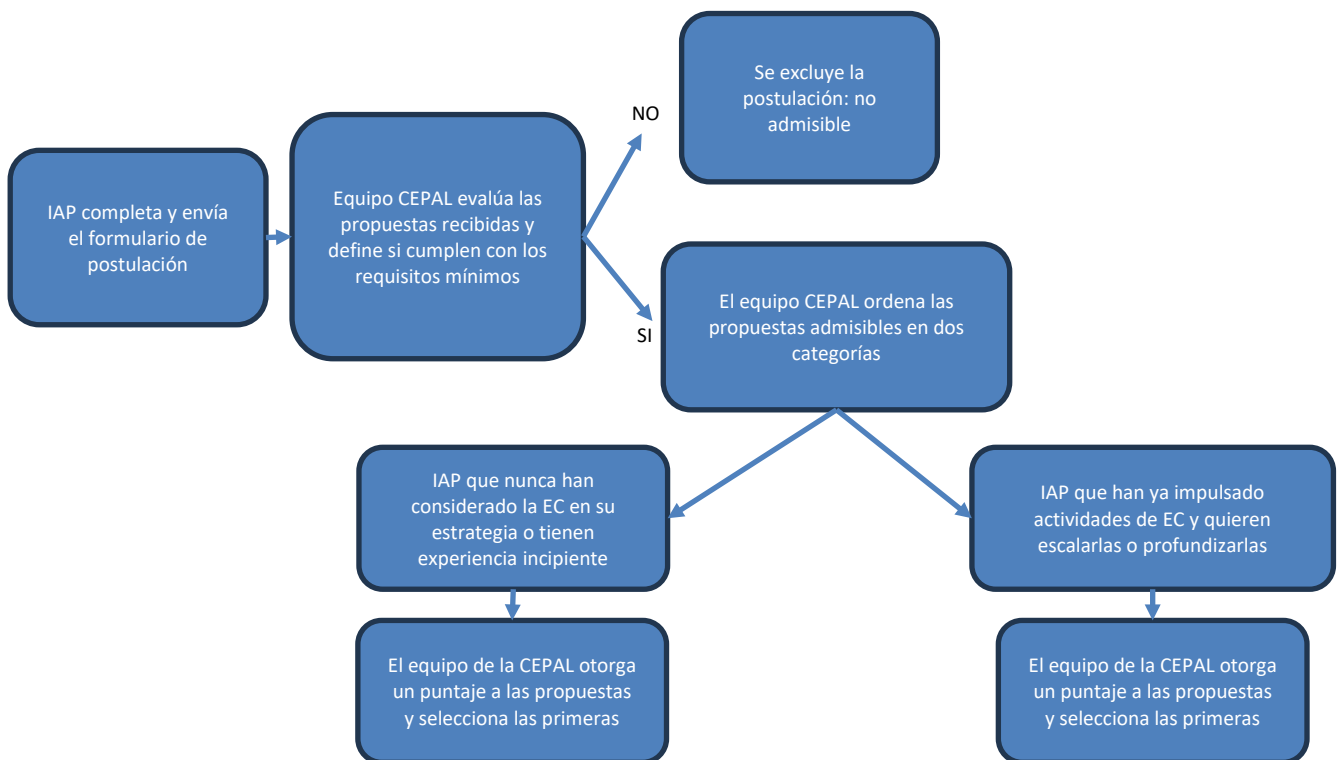 Se excluye la
postulación: no
admisible
NO
IAP completa y envía
el formulario de
postulación
Equipo CEPAL evalúa las
propuestas recibidas y
define si cumplen con los
requisitos mínimos
SI
El equipo CEPAL ordena las
propuestas admisibles en dos
categorías
IAP que nunca han
considerado la EC en su
estrategia o tienen
experiencia incipiente
IAP que han ya impulsado
actividades de EC y quieren
escalarlas o profundizarlas
El equipo de la CEPAL otorga
un puntaje a las propuestas
y selecciona las primeras
El equipo de la CEPAL otorga
un puntaje a las propuestas
y selecciona las primeras